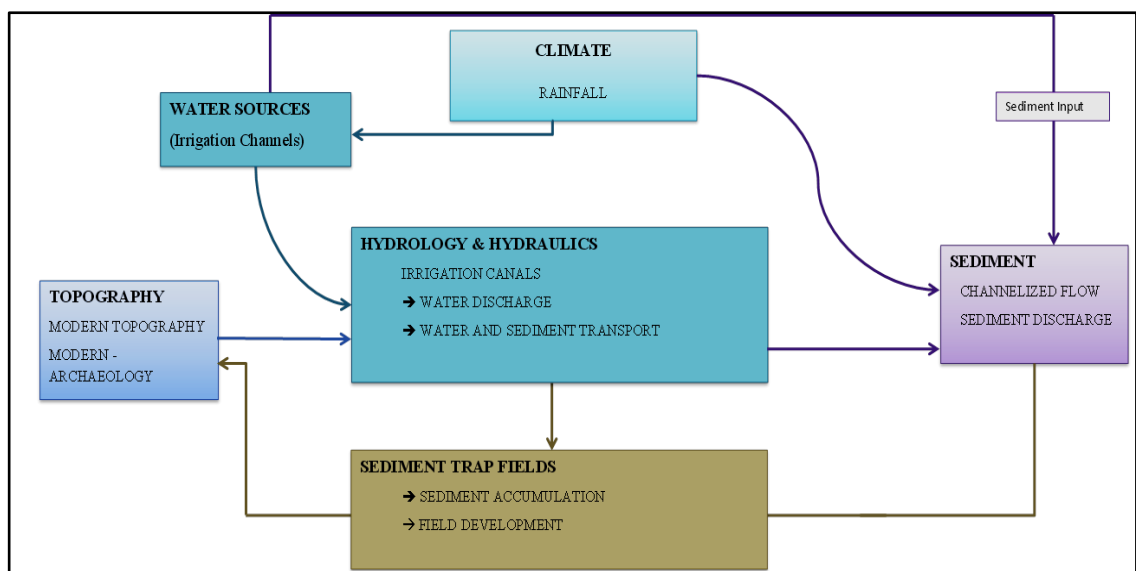 CLIMATE
RAINFALL
WATER SOURCES
(Irrigation Channels)
Sediment Input
HYDROLOGY & HYDRAULICS
IRRIGATION CANALS
➔ WATER DISCHARGE
➔ WATER AND SEDIMENT TRANSPORT
SEDIMENT
CHANNELIZED FLOW
SEDIMENT DISCHARGE
TOPOGRAPHY
MODERN TOPOGRAPHY
MODERN -
ARCHAEOLOGY
SEDIMENT TRAP FIELDS
➔ SEDIMENT ACCUMULATION
→ FIELD DEVELOPMENT